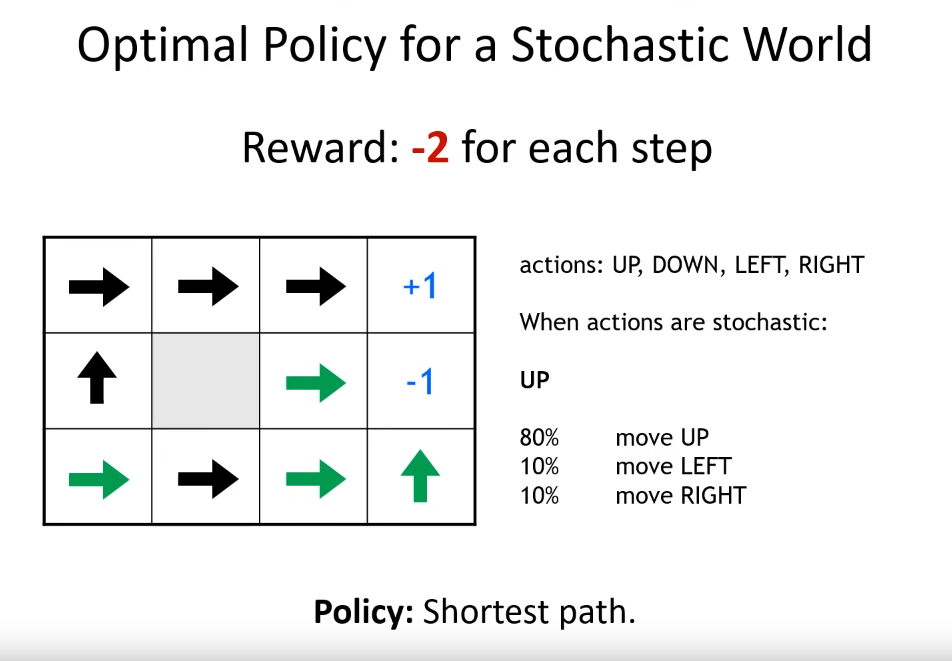 Optimal Policy for a Stochastic World
Reward: -2 for each step
+1
-1
actions: UP, DOWN, LEFT, RIGHT
When actions are stochastic:
UP
80% move UP
10% move LEFT
10% move RIGHT
Policy: Shortest path.